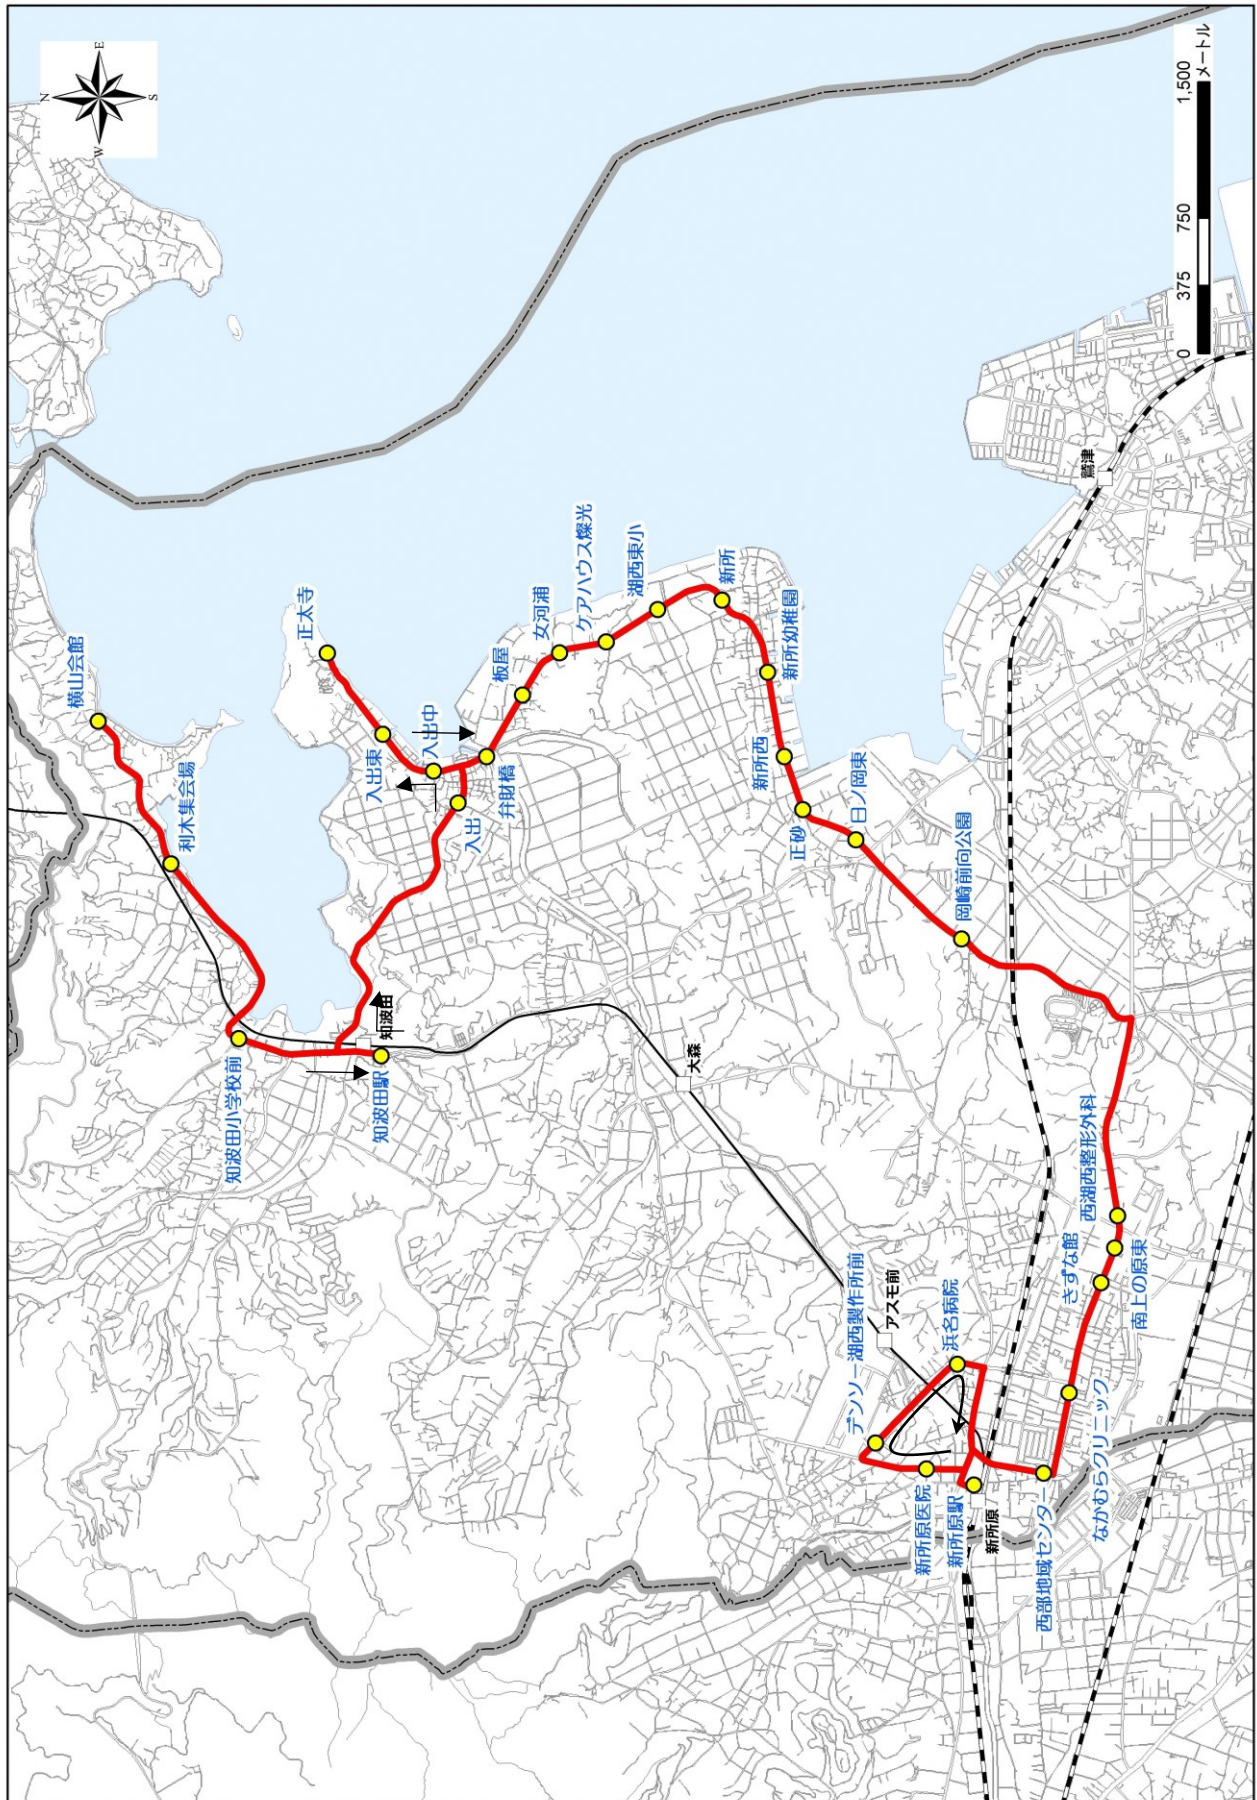 N
W
E
S
横山会館
利木集会場
知波田小学校前
知波田駅
知波田
正太寺
入出東
入出中
入出
弁財橋
板屋
女河浦
ケアハウス燦光
湖西東小
新所
新所幼稚園
新所西
正砂
日ノ岡東
岡崎前向公園
鷲津
大森
アスモ前
デンソー湖西製作所前
浜名病院
新所原医院
新所原駅
新所原
西部地域センター
なかむらクリニック
きずな館
南上の原東
西湖西整形外科
0 375 750 1,500
メートル